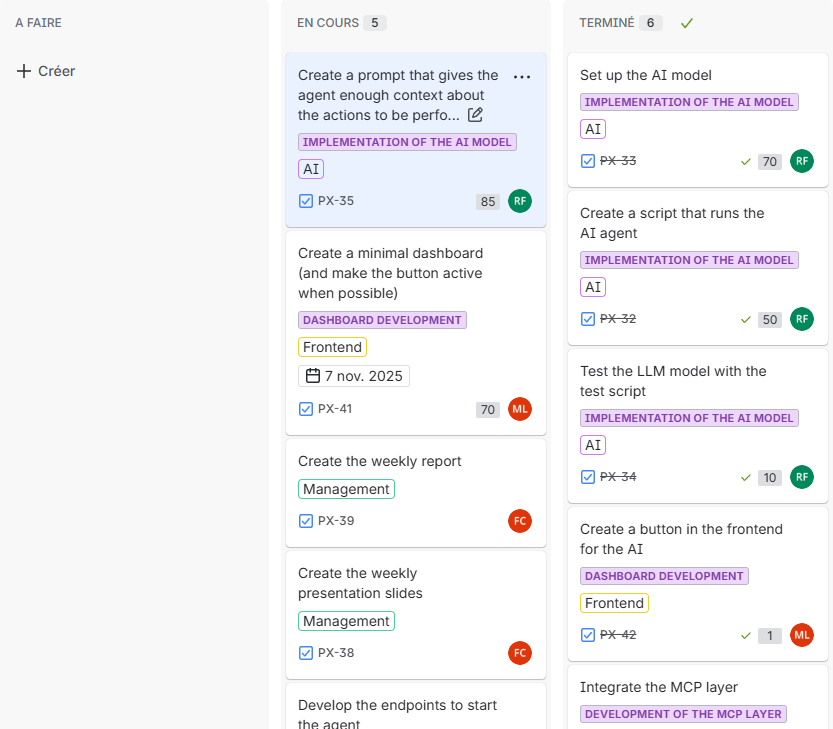 A FAIRE
Créer
EN COURS 5
Create a prompt that gives the
agent enough context about
the actions to be perfo...
IMPLEMENTATION OF THE AI MODEL
AI
PX-35
85
RF
Create a minimal dashboard
(and make the button active
when possible)
DASHBOARD DEVELOPMENT
Frontend
7 nov. 2025
PX-41
70
ML
Create the weekly report
Management
PX-39
FC
Create the weekly
presentation slides
Management
PX-38
FC
Develop the endpoints to start
the agent
TERMINÉ 6
Set up the AI model
IMPLEMENTATION OF THE AI MODEL
AI
PX-33
70
RF
Create a script that runs the
AI agent
IMPLEMENTATION OF THE AI MODEL
AI
PX-32
50
RF
Test the LLM model with the
test script
IMPLEMENTATION OF THE AI MODEL
AI
PX-34
10
RF
Create a button in the frontend
for the AI
DASHBOARD DEVELOPMENT
Frontend
PX-42
1
ML
Integrate the MCP layer
DEVELOPMENT OF THE MCP LAYER